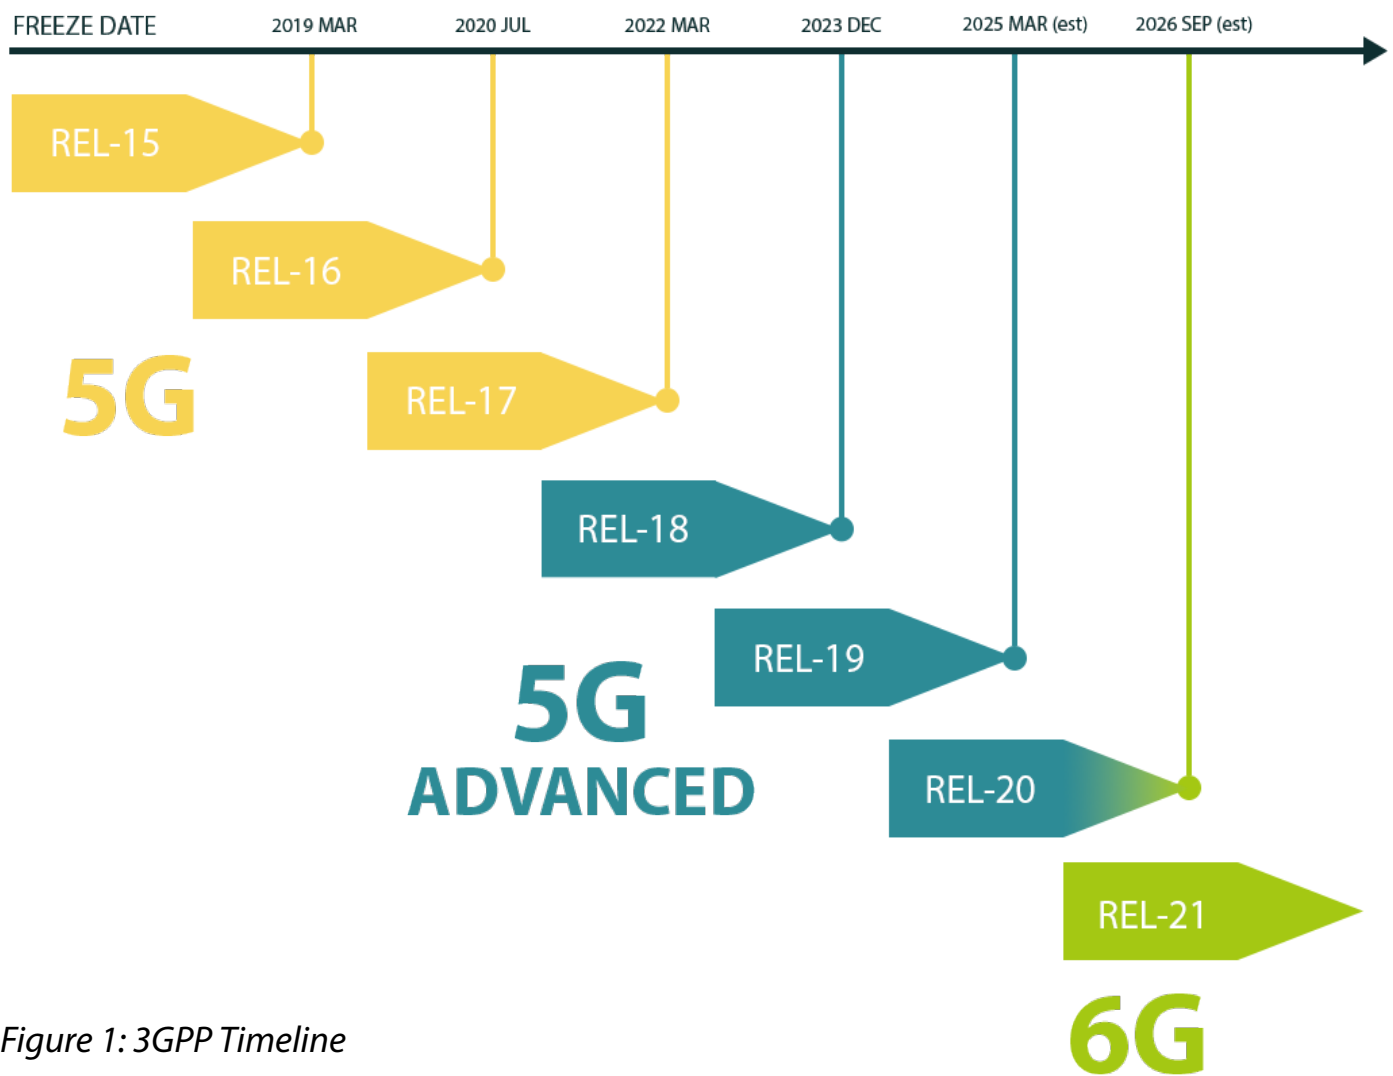 FREEZE DATE
2019 MAR
2020 JUL
2022 MAR
2023 DEC
2025 MAR (est)
2026 SEP (est)
REL-15
REL-16
5G
REL-17
REL-18
REL-19
5G
ADVANCED
REL-20
REL-21
6G
Figure 1: 3GPP Timeline